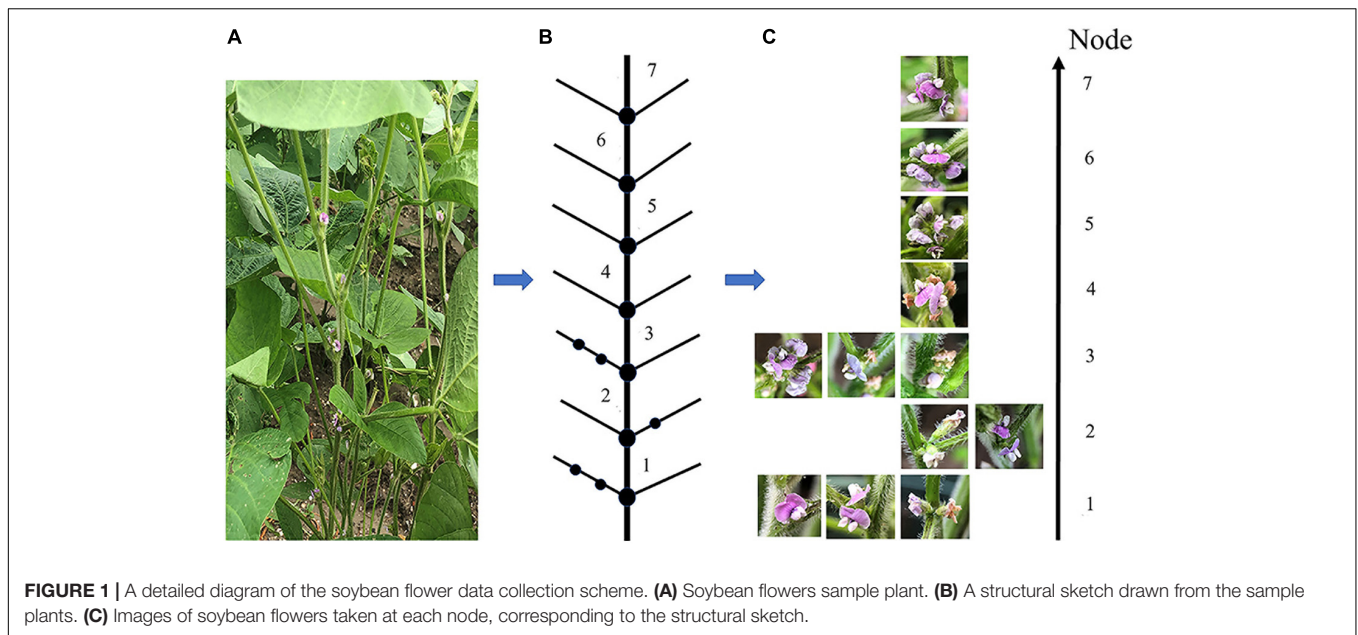 A
B
C
Node
7
6
5
4
3
2
1
7
6
5
4
3
2
1
FIGURE 1 | A detailed diagram of the soybean flower data collection scheme. (A) Soybean flowers sample plant. (B) A structural sketch drawn from the sample
plants. (C) Images of soybean flowers taken at each node, corresponding to the structural sketch.